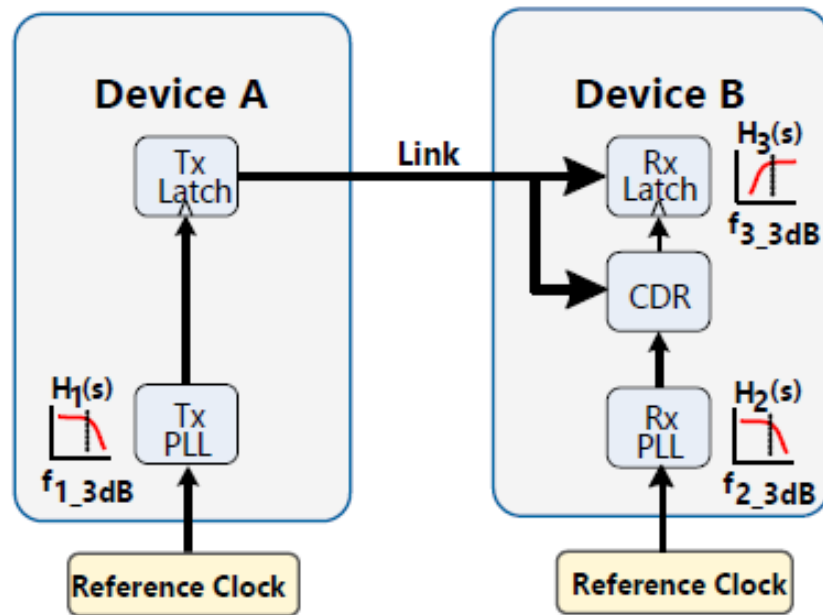 Device A
Device B
Tx
Latch
Link
Rx
Latch
H3(s)
f3_3dB
CDR
H1(s)
f1_3dB
Tx
PLL
Rx
PLL
H2(s)
f2_3dB
Reference Clock
Reference Clock